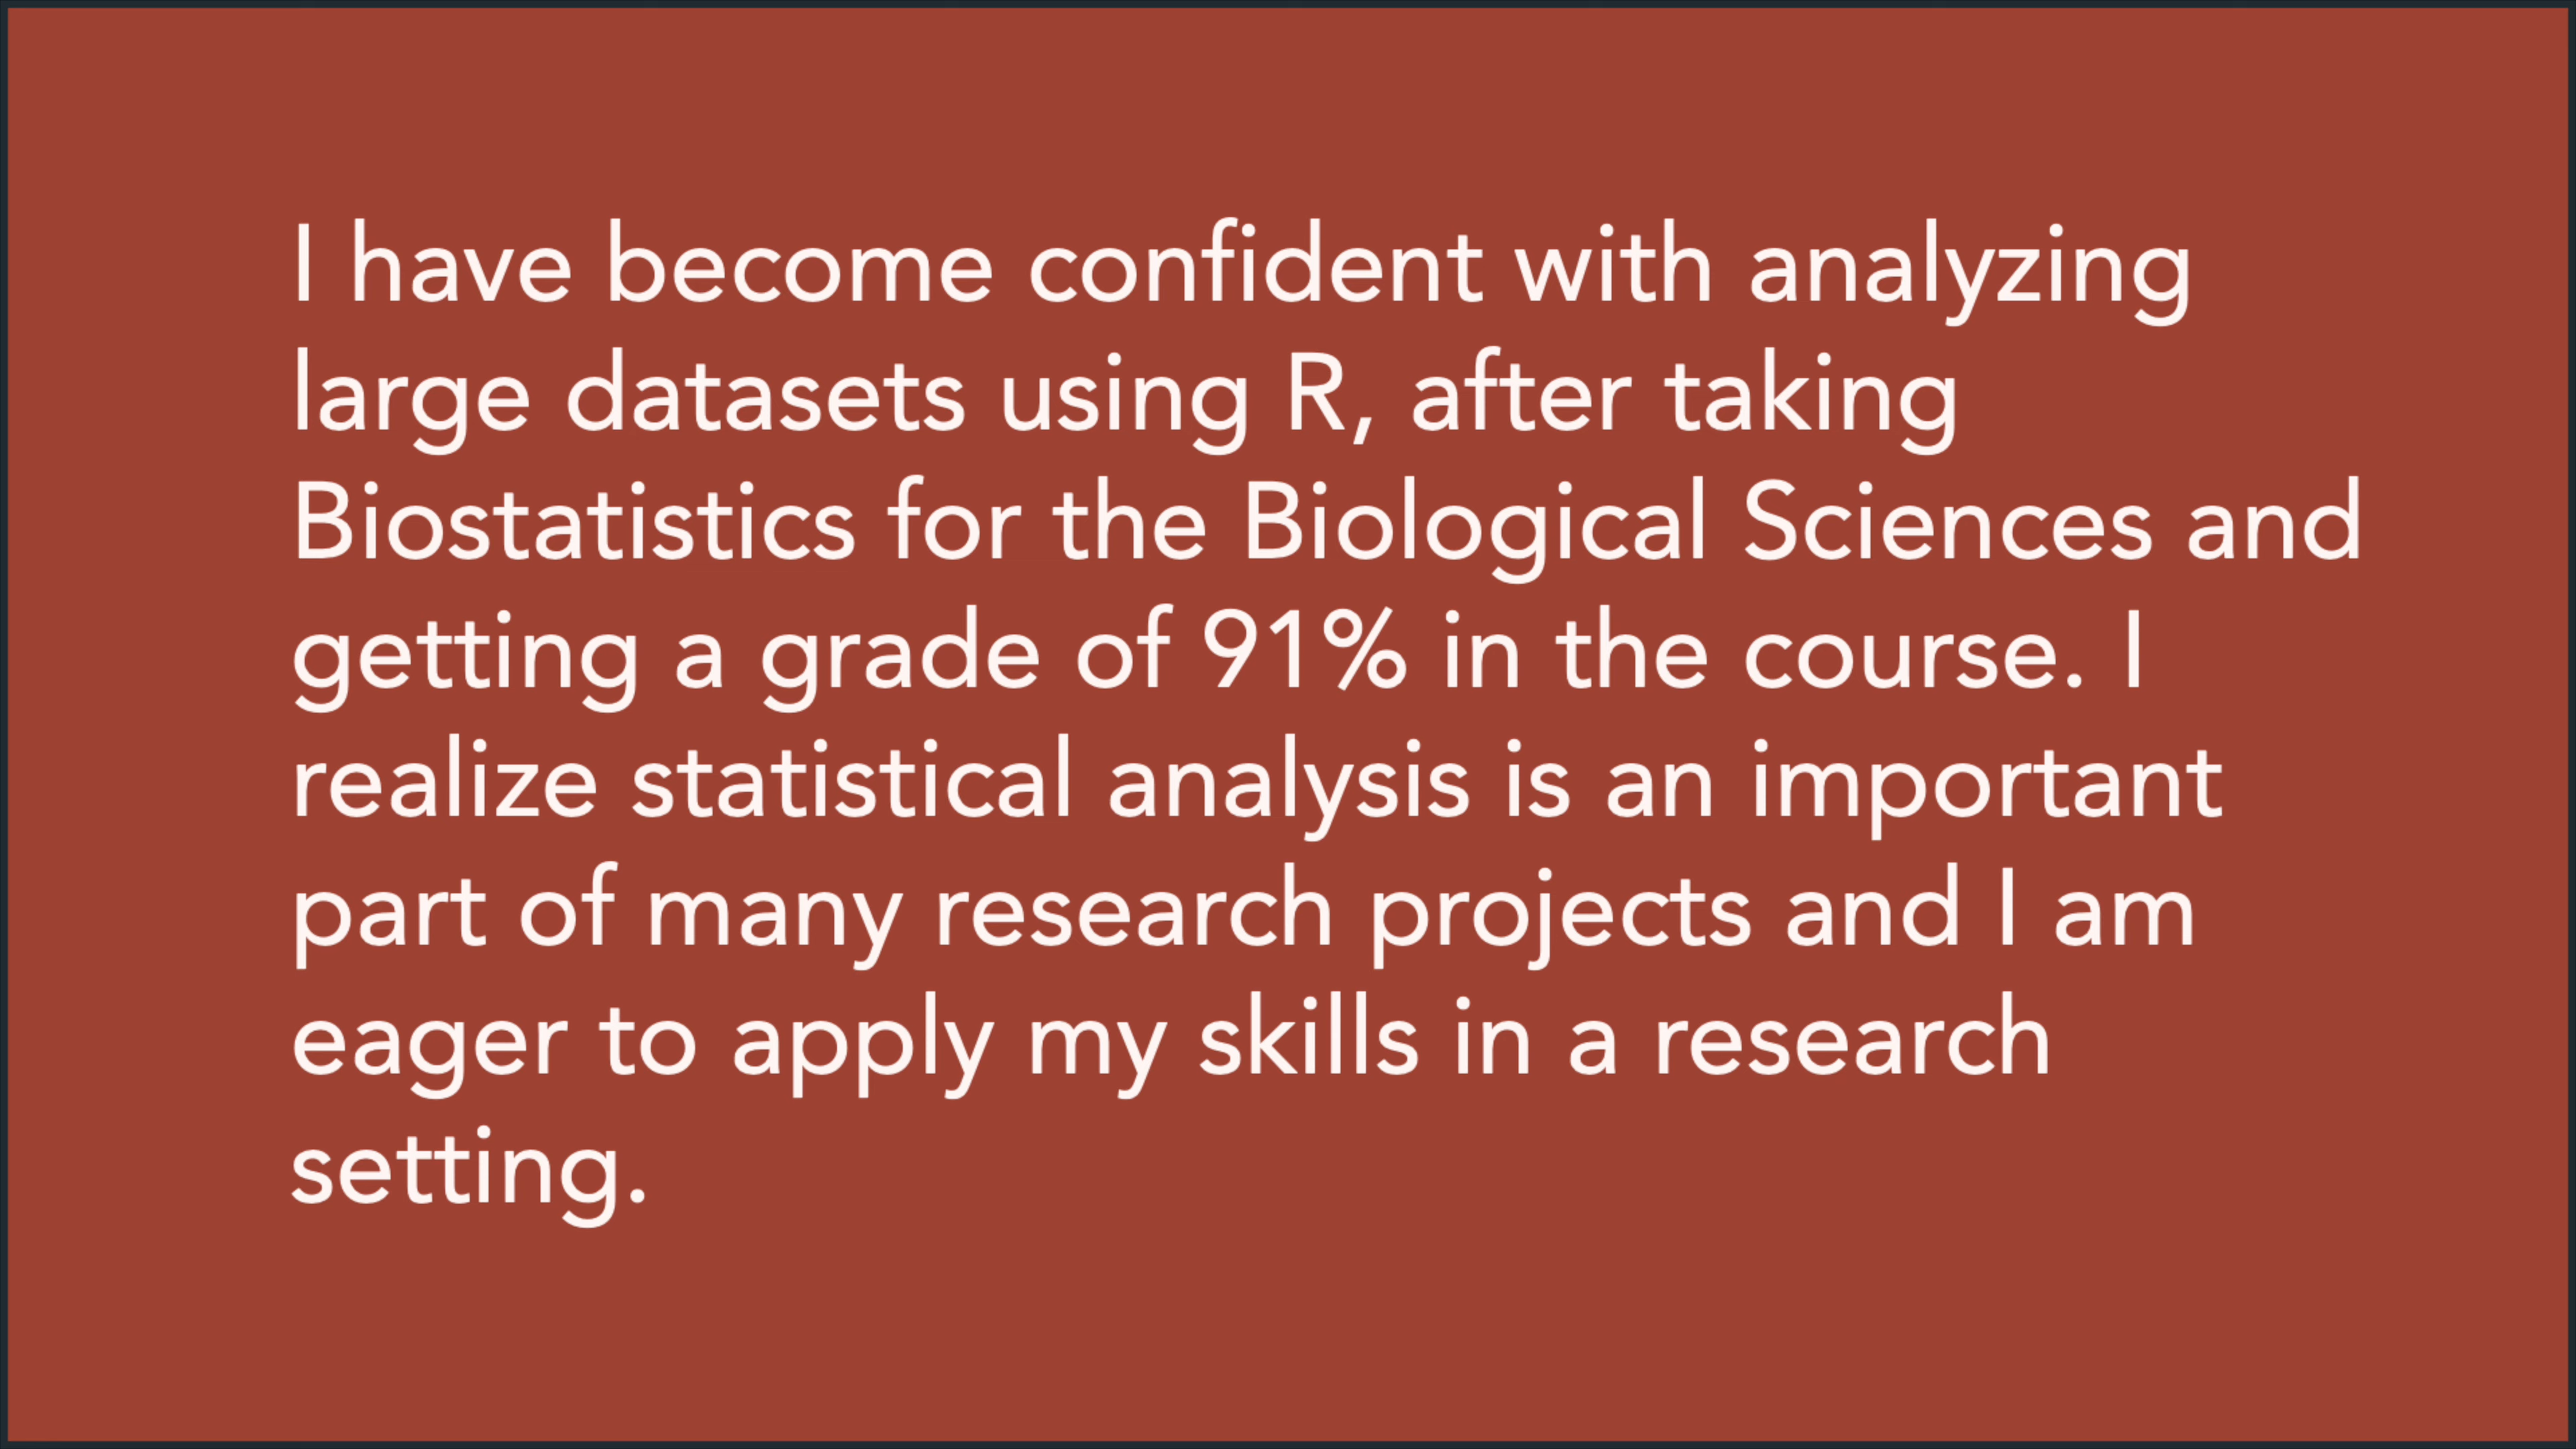 I have become confident with analyzing
large datasets using R, after taking
Biostatistics for the Biological Sciences and
getting a grade of 91% in the course. I
realize statistical analysis is an important
part of many research projects and I am
eager to apply my skills in a research
setting.